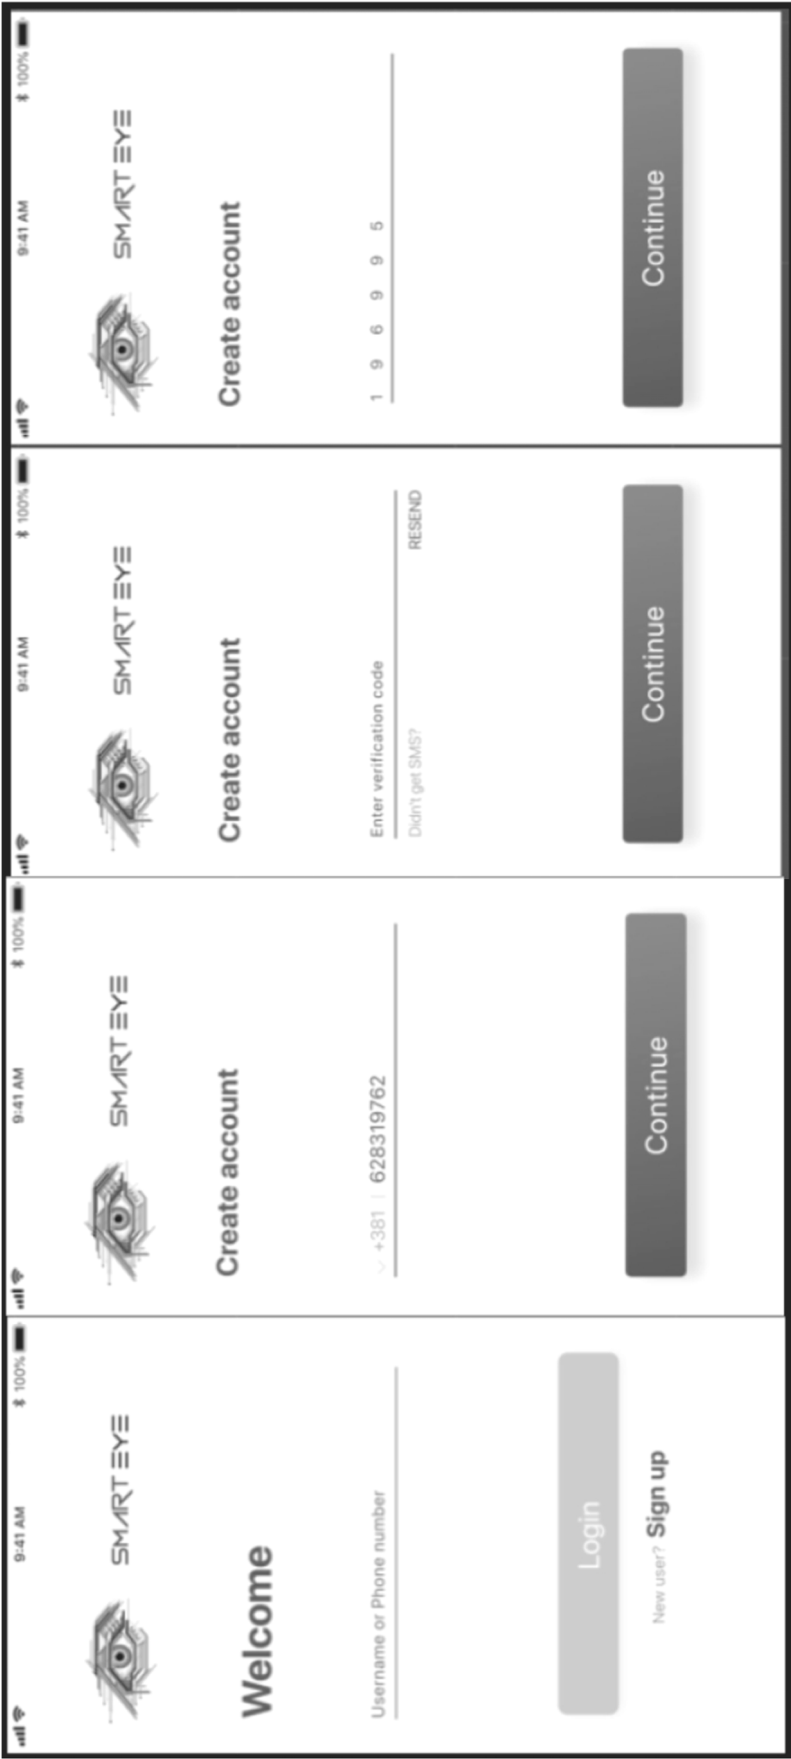 9:41 AM 100%
SMART EYE
Welcome
Username or Phone number
Login
New user? Sign up
9:41 AM 100%
SMART EYE
Create account
+381 | 628319762
Continue
9:41 AM 100%
SMART EYE
Create account
Enter verification code
Didn't get SMS? RESEND
Continue
9:41 AM 100%
SMART EYE
Create account
1 9 6 9 9 5
Continue